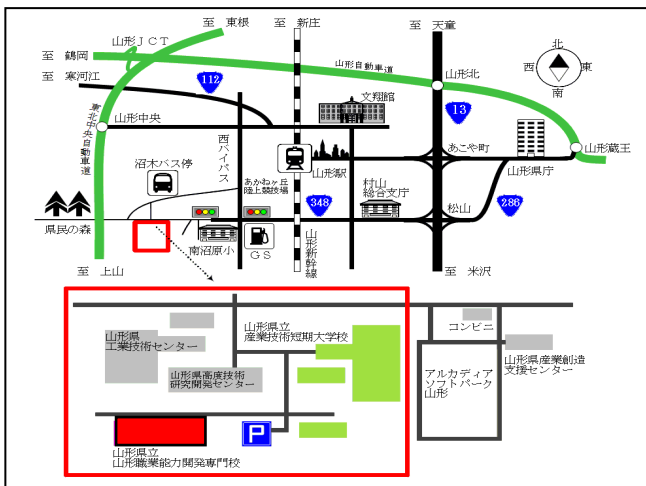 至 東根
至 新庄
至 天童
山形JCT
至 鶴岡
至 寒河江
山形自動車道
山形北
北
西 東
南
112
13
文翔館
東北中央自動車道
山形中央
西バイパス
沼木バス停
あかねヶ丘
陸上競技場
山形駅
あこや町
山形県庁
山形蔵王
村山
総合支庁
348
松山
286
県民の森
南沼原小
GS
山形新幹線
至 上山
至 米沢
山形県
工業技術センター
山形県立
産業技術短期大学校
山形県高度技術
研究開発センター
コンビニ
アルカディア
ソフトパーク
山形
山形県産業創造
支援センター
P
山形県立
山形職業能力開発専門校